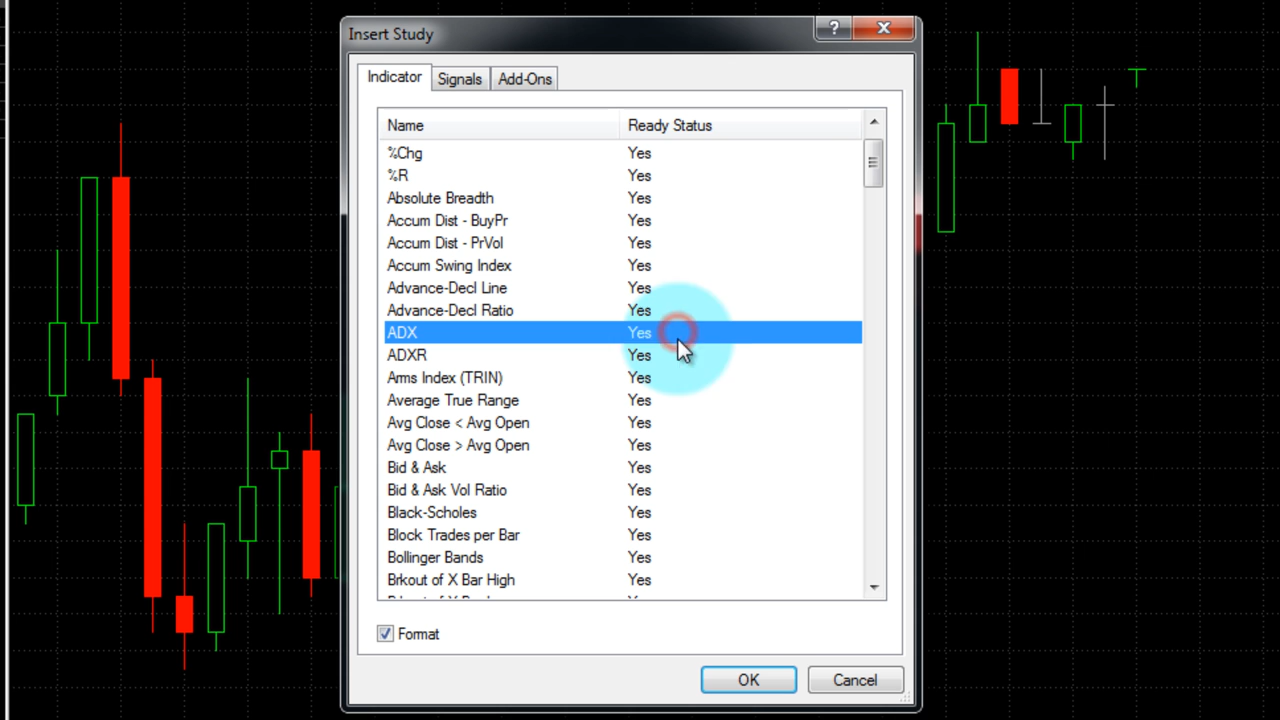 Insert Study
?
Indicator Signals Add-Ons
Name Ready Status
%Chg Yes
%R Yes
Absolute Breadth Yes
Accum Dist - BuyPr Yes
Accum Dist - PrVol Yes
Accum Swing Index Yes
Advance-Decl Line Yes
Advance-Decl Ratio Yes
ADX Yes
ADXR Yes
Arms Index (TRIN) Yes
Average True Range Yes
Avg Close < Avg Open Yes
Avg Close > Avg Open Yes
Bid & Ask Yes
Bid & Ask Vol Ratio Yes
Black-Scholes Yes
Block Trades per Bar Yes
Bollinger Bands Yes
Brkout of X Bar High Yes
Format
OK Cancel